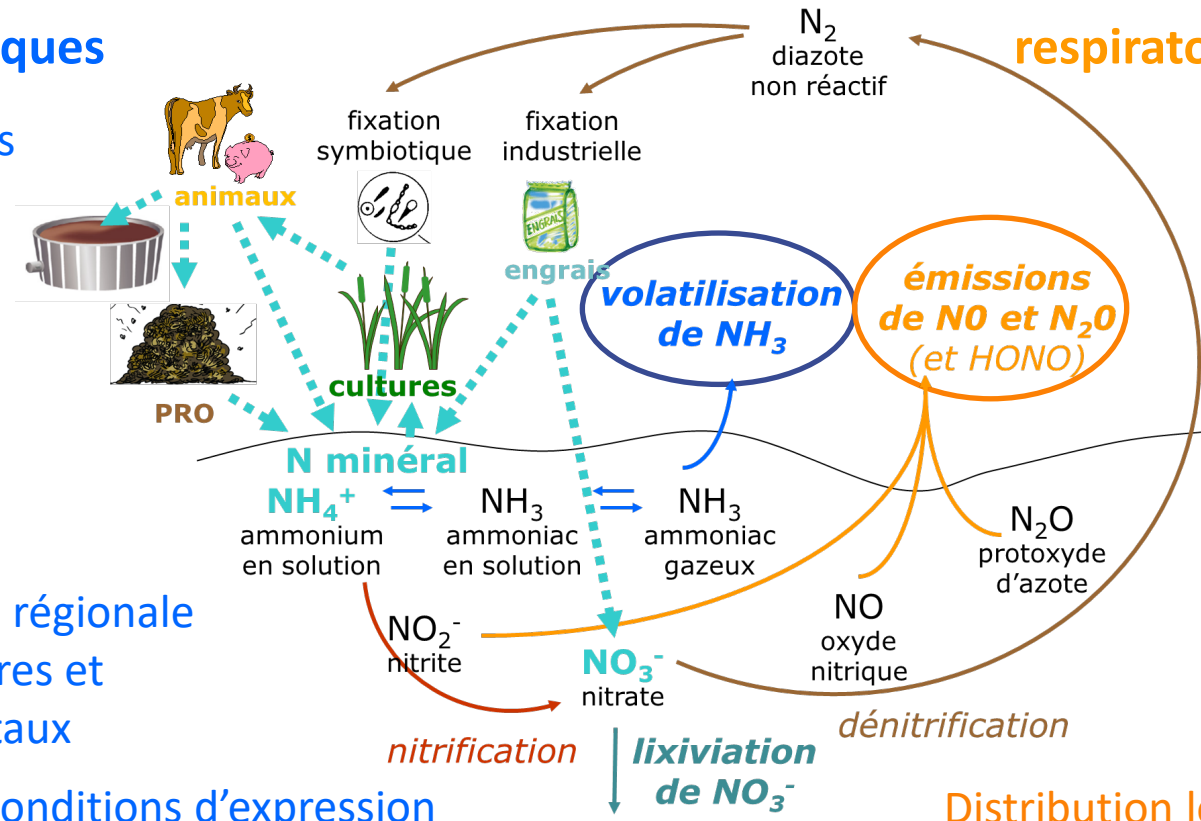 ques
respirato
N₂
diazote
non réactif
s
fixation
symbiotique
fixation
industrielle
animaux
ENGRAIS
engrais
volatilisation
de NH₃
émissions
de N0 et N₂0
(et HONO)
cultures
PRO
N minéral
NH₄⁺
ammonium
en solution
NH₃
ammoniac
en solution
NH₃
ammoniac
gazeux
N₂O
protoxyde
d’azote
régionale
res et
taux
NO₂⁻
nitrite
NO₃⁻
nitrate
NO
oxyde
nitrique
nitrification
lixiviation
de NO₃⁻
dénitrification
onditions d’expression
Distribution l